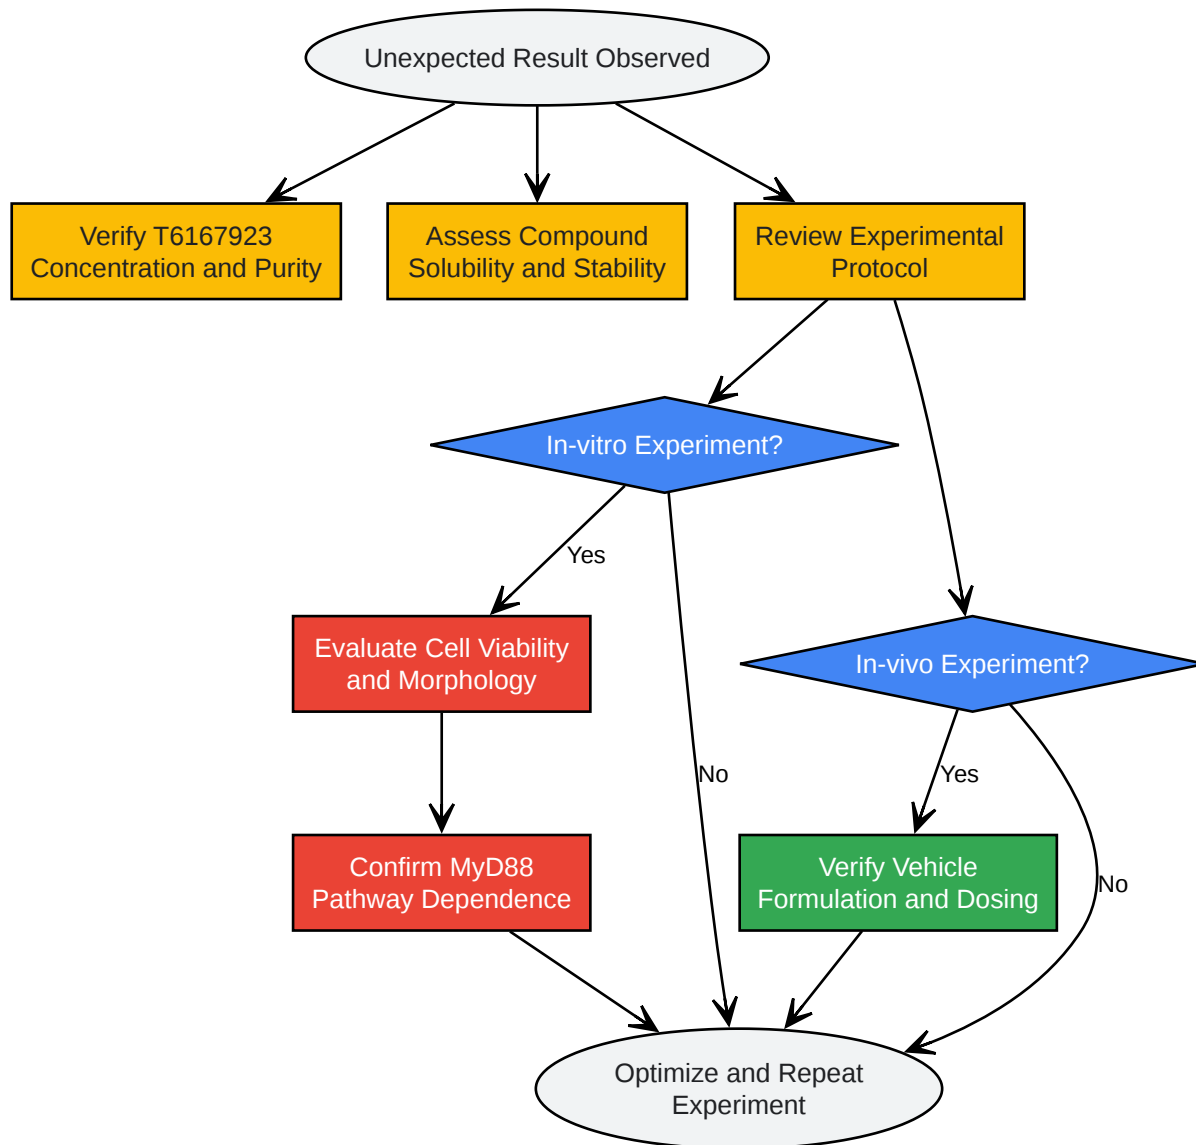 Unexpected Result Observed
Verify T6167923
Concentration and Purity
Assess Compound
Solubility and Stability
Review Experimental
Protocol
In-vitro Experiment?
Yes
Evaluate Cell Viability
and Morphology
In-vivo Experiment?
No
Yes
Confirm MyD88
Pathway Dependence
Verify Vehicle
Formulation and Dosing
No
Optimize and Repeat
Experiment